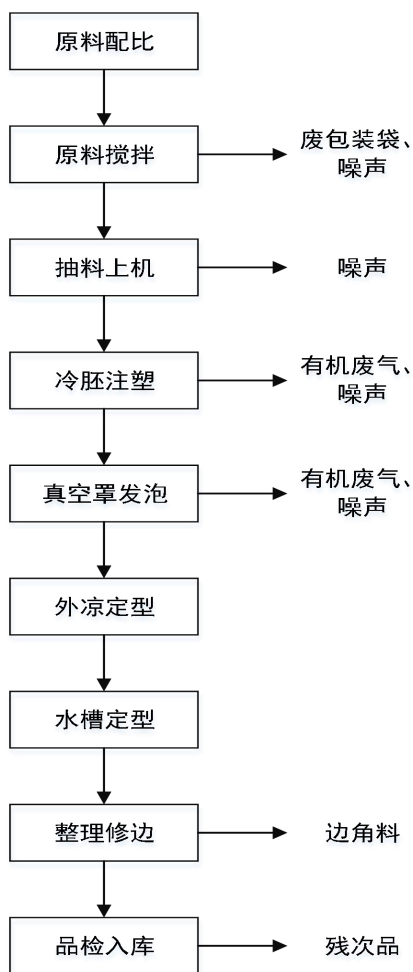 原料配比
原料搅拌
废包装袋、
噪声
抽料上机
噪声
冷胚注塑
有机废气、
噪声
真空罩发泡
有机废气、
噪声
外凉定型
水槽定型
整理修边
边角料
品检入库
残次品